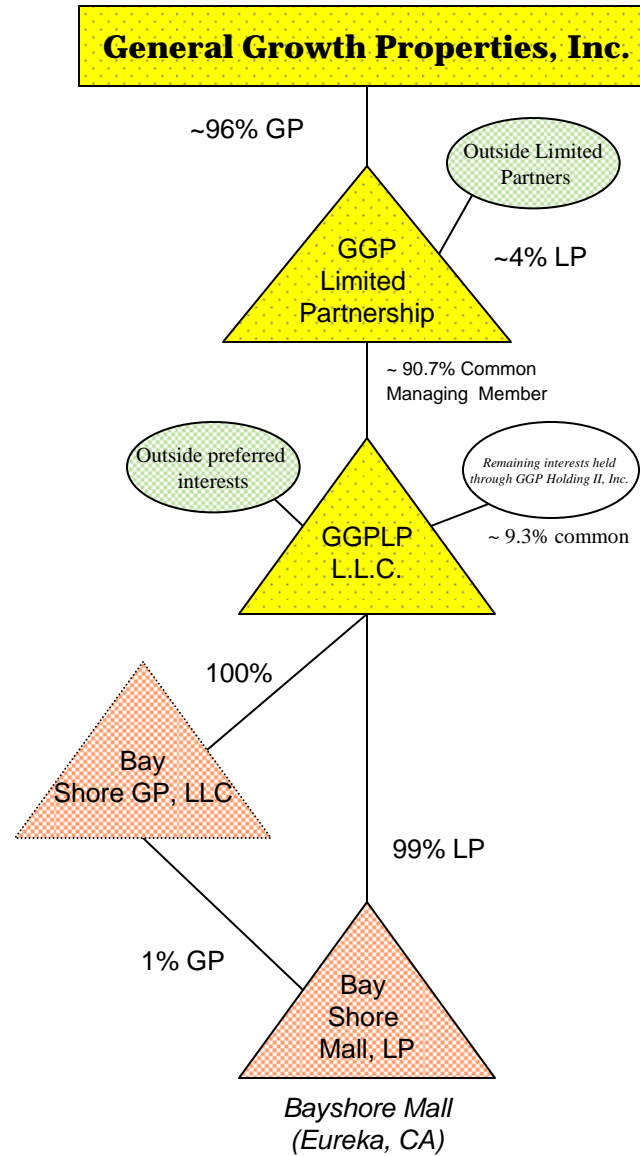 General Growth Properties, Inc.
~96% GP
Outside Limited
Partners
GGP
Limited
Partnership
~4% LP
~ 90.7% Common
Managing Member
Outside preferred
interests
Remaining interests held
through GGP Holding II, Inc.
GGPLP
L.L.C.
~ 9.3% common
100%
Bay
Shore GP, LLC
99% LP
1% GP
Bay
Shore
Mall, LP
Bayshore Mall
(Eureka, CA)